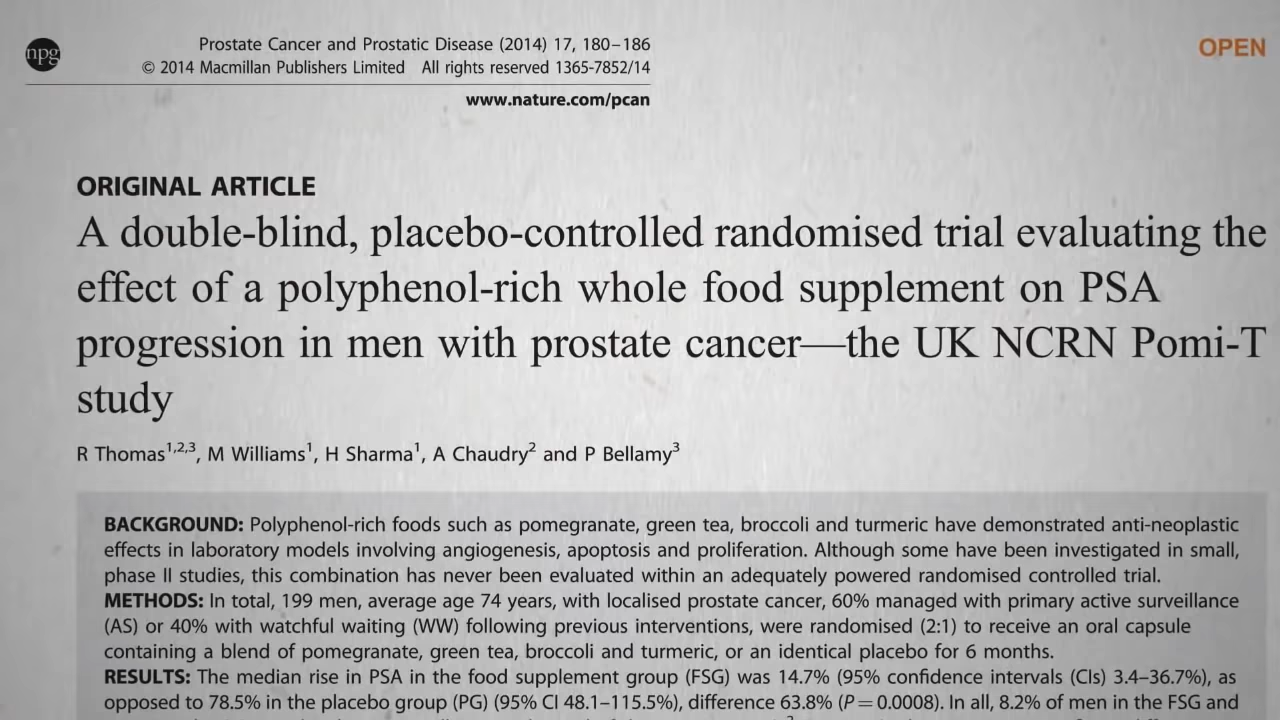 npg
Prostate Cancer and Prostatic Disease (2014) 17, 180–186
OPEN
© 2014 Macmillan Publishers Limited All rights reserved 1365-7852/14
www.nature.com/pcan
ORIGINAL ARTICLE
A double-blind, placebo-controlled randomised trial evaluating the
effect of a polyphenol-rich whole food supplement on PSA
progression in men with prostate cancer—the UK NCRN Pomi-T
study
R Thomas1,2,3, M Williams1, H Sharma1, A Chaudry2 and P Bellamy3
BACKGROUND: Polyphenol-rich foods such as pomegranate, green tea, broccoli and turmeric have demonstrated anti-neoplastic
effects in laboratory models involving angiogenesis, apoptosis and proliferation. Although some have been investigated in small,
phase II studies, this combination has never been evaluated within an adequately powered randomised controlled trial.
METHODS: In total, 199 men, average age 74 years, with localised prostate cancer, 60% managed with primary active surveillance
(AS) or 40% with watchful waiting (WW) following previous interventions, were randomised (2:1) to receive an oral capsule
containing a blend of pomegranate, green tea, broccoli and turmeric, or an identical placebo for 6 months.
RESULTS: The median rise in PSA in the food supplement group (FSG) was 14.7% (95% confidence intervals (CIs) 3.4–36.7%), as
opposed to 78.5% in the placebo group (PG) (95% CI 48.1–115.5%), difference 63.8% (P = 0.0008). In all, 8.2% of men in the FSG and